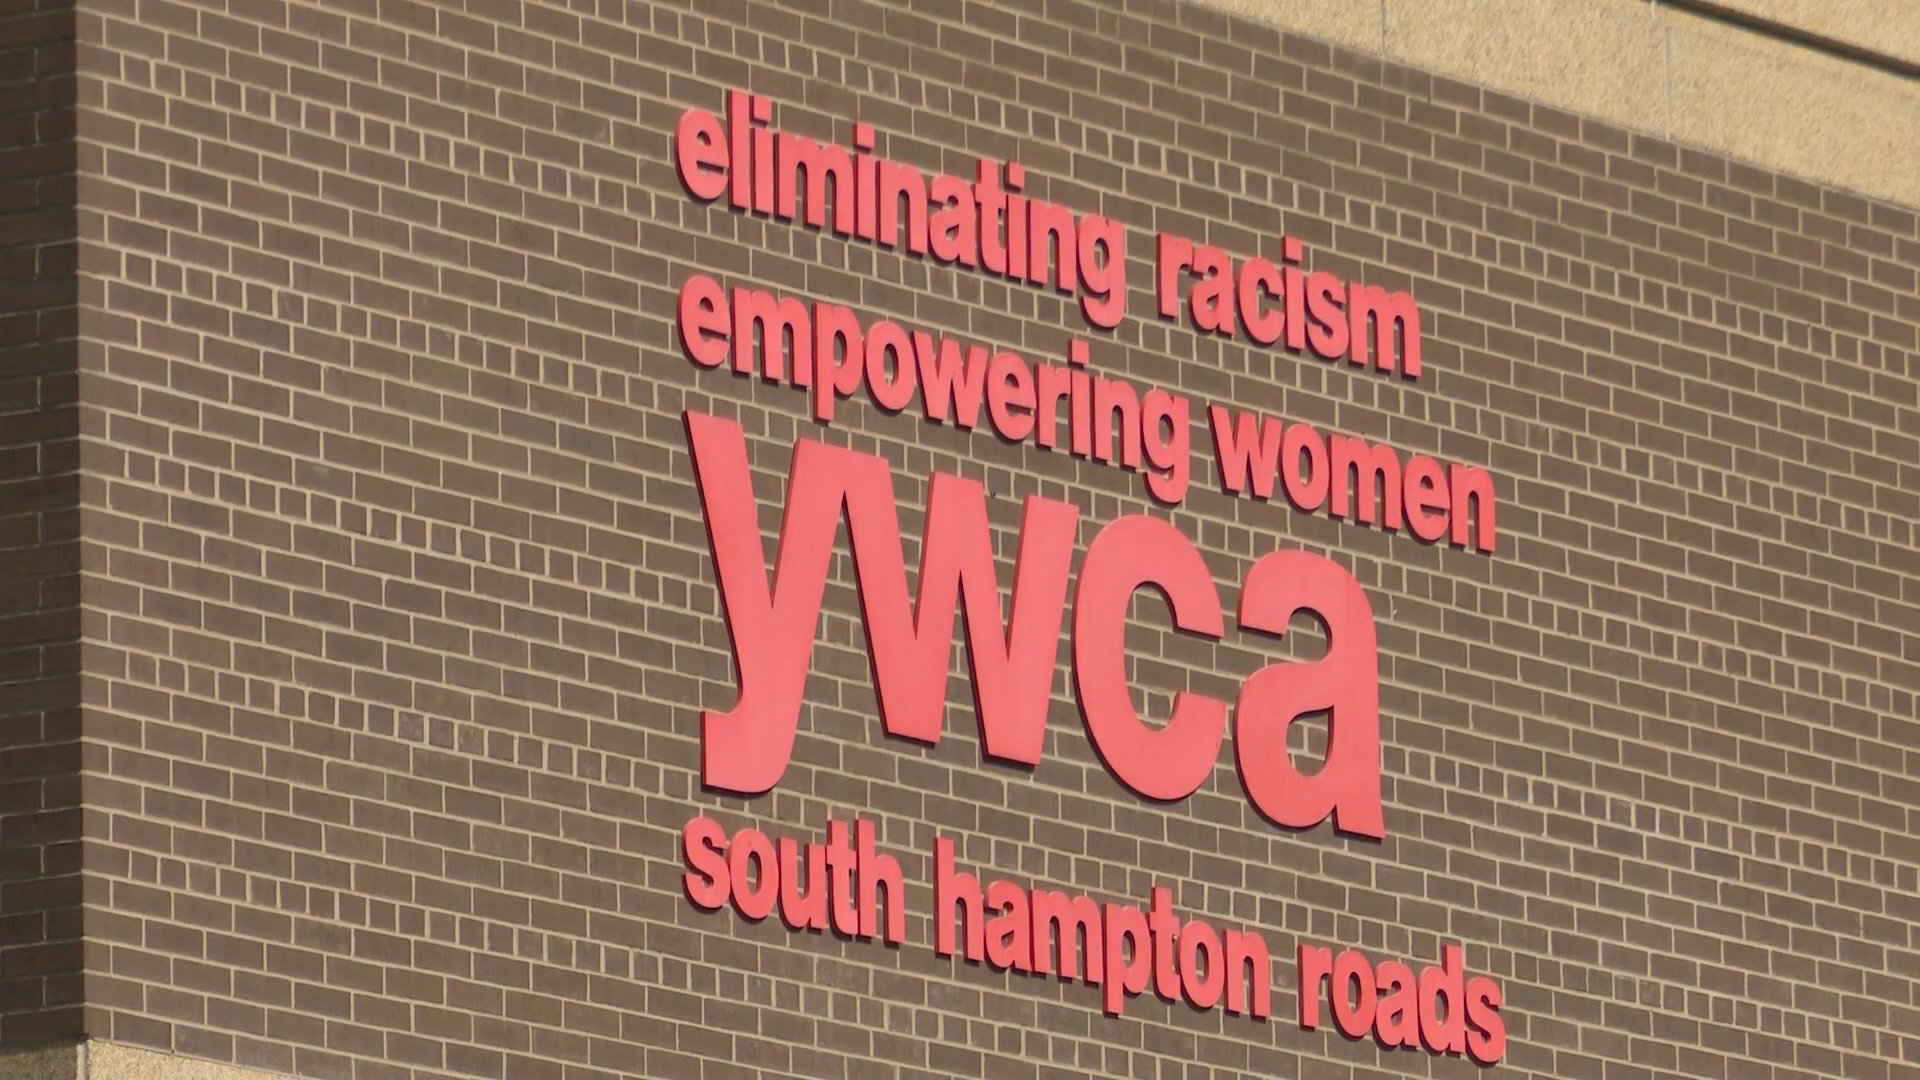 eliminating racism
empowering women
ywca
south hampton roads